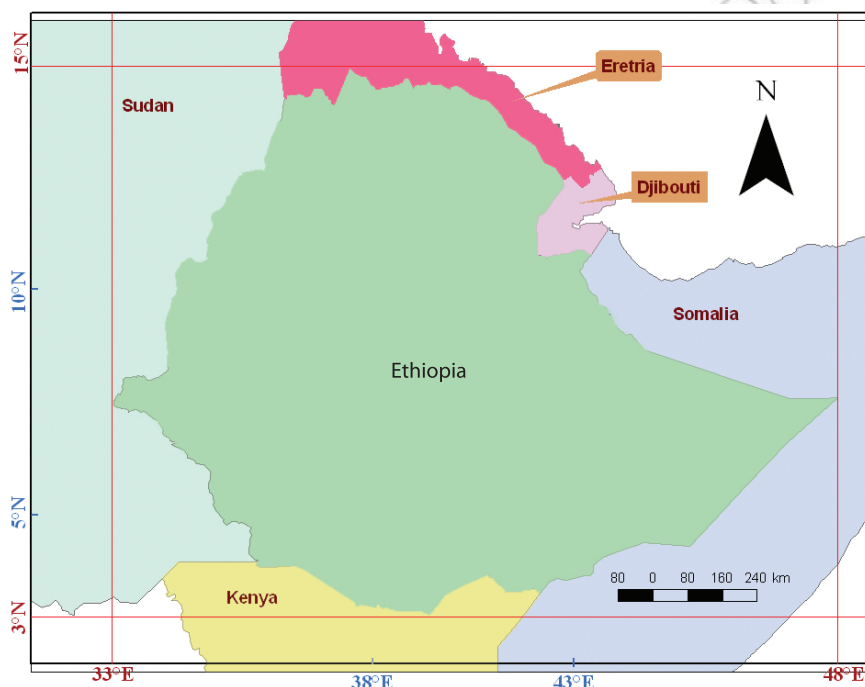 15°N
Eretria
Sudan
N
Djibouti
10°N
Somalia
Ethiopia
5°N
80 0 80 160 240 km
Kenya
3°N
33°E 38°E 43°E 48°E